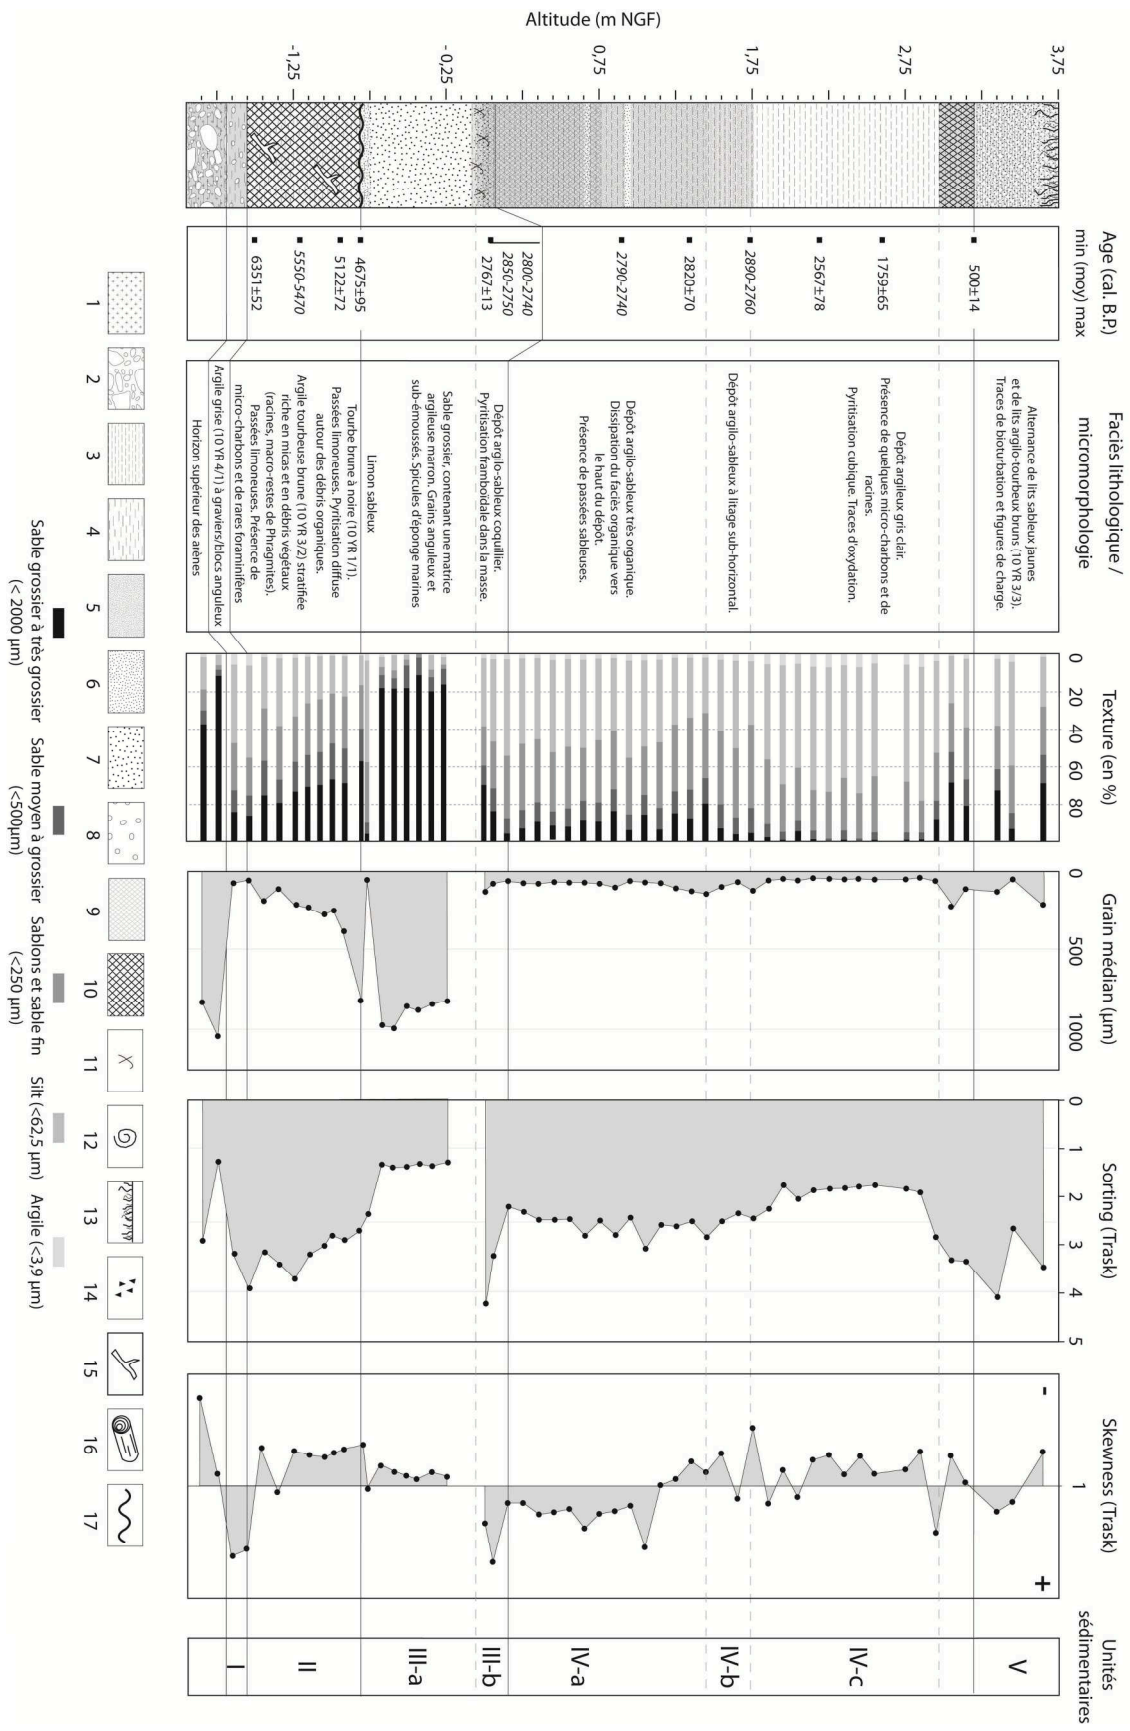 Altitude (m NGF)
3,75
2,75
1,75
0,75
- 0,25
-1,25
Age (cal. B.P.)
min (moy) max
500±14
1759±65
2567±78
2890-2760
2820±70
2790-2740
2800-2740
2850-2750
2767±13
4675±95
5122±72
5550-5470
6351±52
Faciès lithologique /
micromorphologie
Alternance de lits sableux jaunes
et de lits argilo-tourbeux bruns (10 YR 3/3).
Traces de bioturbation et figures de charge.
Dépôt argileux gris clair.
Présence de quelques micro-charbons et de
racines.
Pyritisation cubique. Traces d'oxydation.
Dépôt argilo-sableux à litage sub-horizontal.
Dépôt argilo-sableux très organique.
Dissipation du faciès organique vers
le haut du dépôt.
Présence de passées sableuses.
Dépôt argilo-sableux coquillier.
Pyritisation framboïdale dans la masse.
Sable grossier, contenant une matrice
argileuse marron. Grains anguleux et
sub-émoussés. Spicules d'éponge marines
Limon sableux
Tourbe brune à noire (10 YR 1/1).
Passées limoneuses. Pyritisation diffuse
autour des débris organiques.
Argile tourbeuse brune (10 YR 3/2) stratifiée
riche en micas et en débris végétaux
(racines, macro-restes de Phragmites).
Passées limoneuses. Présence de
micro-charbons et de rares foraminifères
Argile grise (10 YR 4/1) à graviers/blocs anguleux
Horizon supérieur des arènes
Texture (en %)
0 20 40 60 80
Grain médian (µm)
0 500 1000
Sorting (Trask)
0 1 2 3 4 5
Skewness (Trask)
- 1 +
Unités
sédimentaires
V
IV-c
IV-b
IV-a
III-b
III-a
II
I
1 2 3 4 5 6 7 8 9 10 11 12 13 14 15 16 17
Sable grossier à très grossier
(< 2000 µm)
Sable moyen à grossier
(<500µm)
Sablons et sable fin
(<250 µm)
Silt (<62,5 µm)
Argile (<3,9 µm)